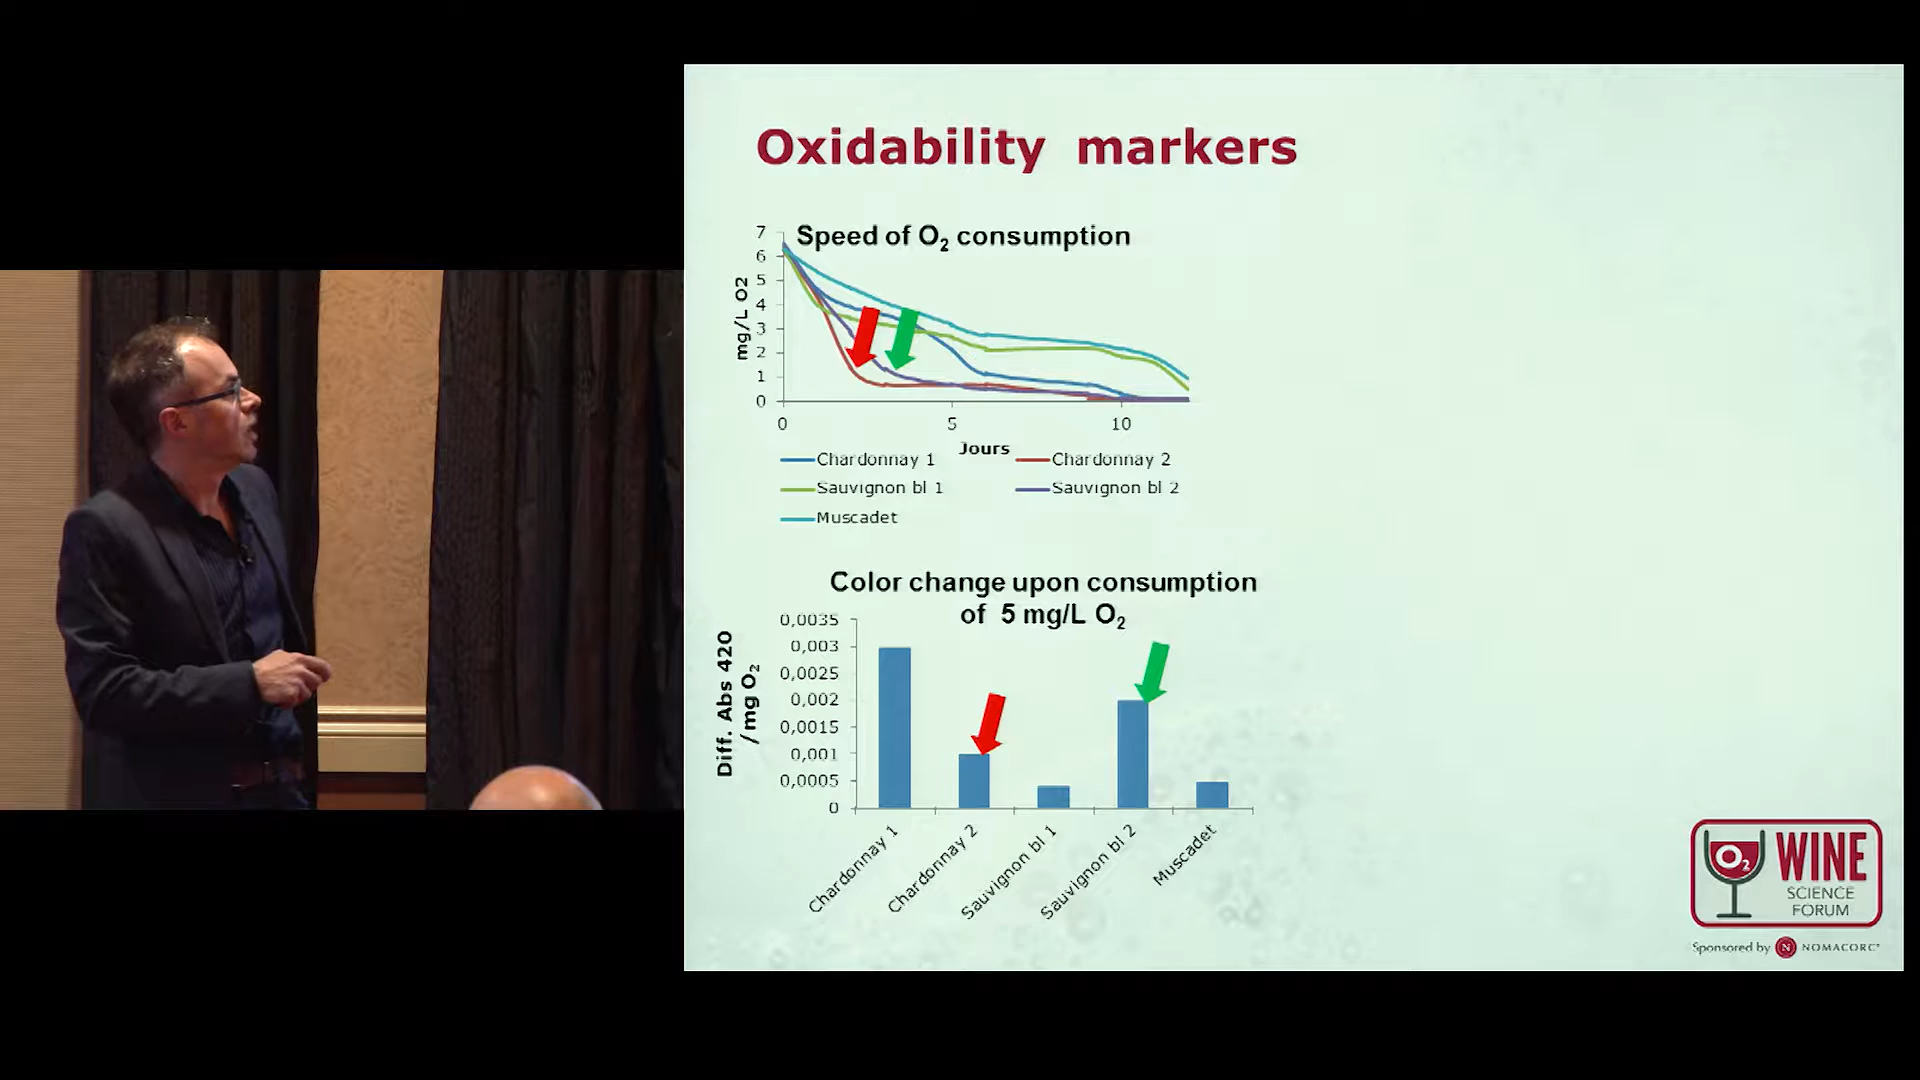 Oxidability markers
Speed of O2 consumption
mg/L O2
7
6
5
4
3
2
1
0
0
5
10
Jours
Chardonnay 1
Chardonnay 2
Sauvignon bl 1
Sauvignon bl 2
Muscadet
Color change upon consumption
of 5 mg/L O2
Diff. Abs 420
/mg O2
0,0035
0,003
0,0025
0,002
0,0015
0,001
0,0005
0
Chardonnay 1
Chardonnay 2
Sauvignon bl 1
Sauvignon bl 2
Muscadet
O2
WINE
SCIENCE
FORUM
Sponsored by N NOMACORC